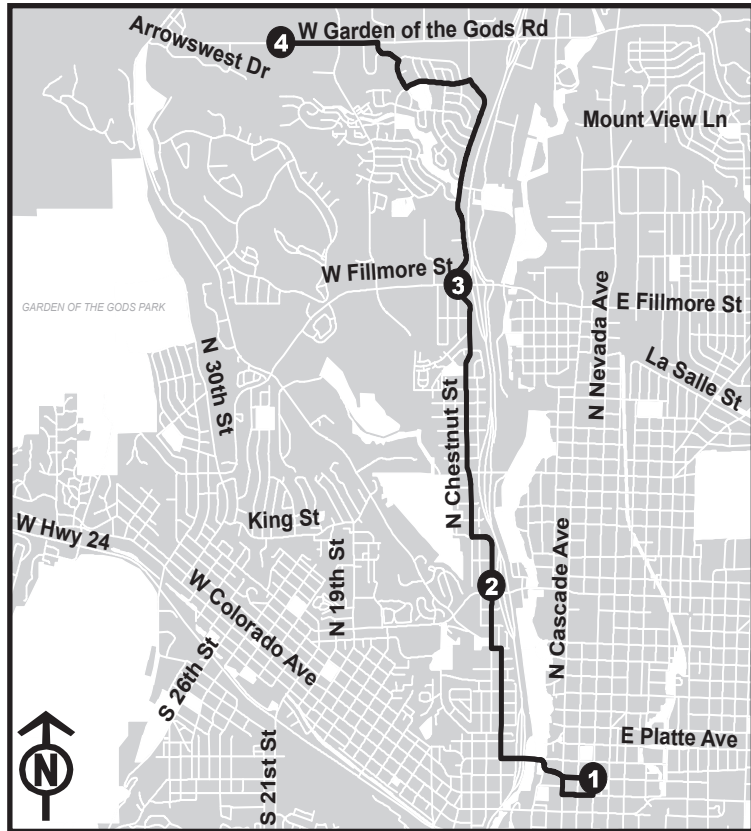 Arrowswest Dr
4
W Garden of the Gods Rd
Mount View Ln
W Fillmore St
3
GARDEN OF THE GODS PARK
E Fillmore St
N Nevada Ave
La Salle St
N 30th St
N Chestnut St
King St
W Hwy 24
N 19th St
2
W Colorado Ave
N Cascade Ave
S 26th St
E Platte Ave
S 21st St
1
N